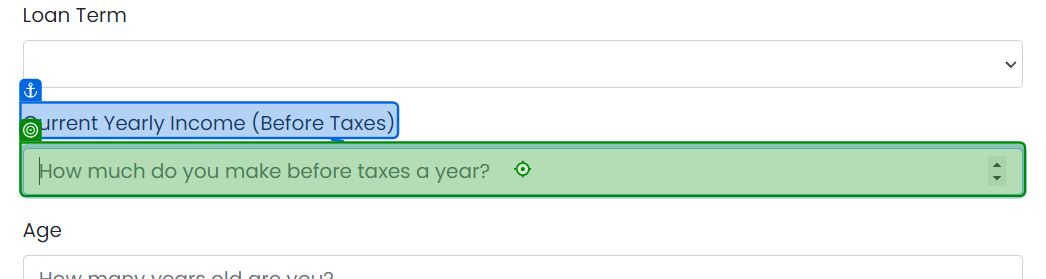 Loan Term
Current Yearly Income (Before Taxes)
How much do you make before taxes a year?
Age
How many years old are you?